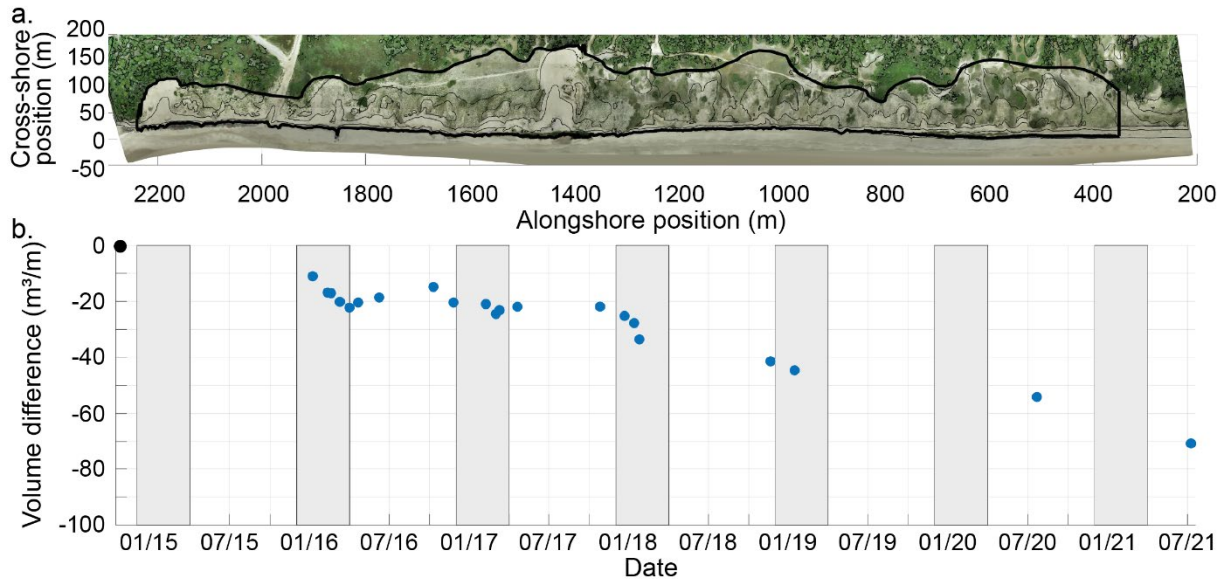 a.
200
150
100
50
0
-50
Cross-shore
position (m)
2200 2000 1800 1600 1400 1200 1000 800 600 400 200
Alongshore position (m)
b.
0
-20
-40
-60
-80
-100
Volume difference (m³/m)
01/15 07/15 01/16 07/16 01/17 07/17 01/18 07/18 01/19 07/19 01/20 07/20 01/21 07/21
Date